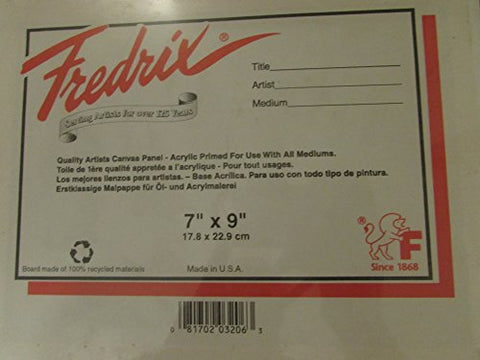 Fredrix®
Serving Artists for over 125 Years
Title
Artist
Medium
Quality Artists Canvas Panel - Acrylic Primed For Use With All Mediums.
Toile de 1ère qualité appretée a l'acrylique - Pour tout usages.
Los mejores lienzos para artistas. – Base Acrílica. Para uso con todo tipo de pintura.
Erstklassige Malpappe für Öl- und Acrylmalerei
7" x 9"
17.8 x 22.9 cm
® F
Since 1868
Board made of 100% recycled materials
Made in U.S.A.
0 81702 03206 3